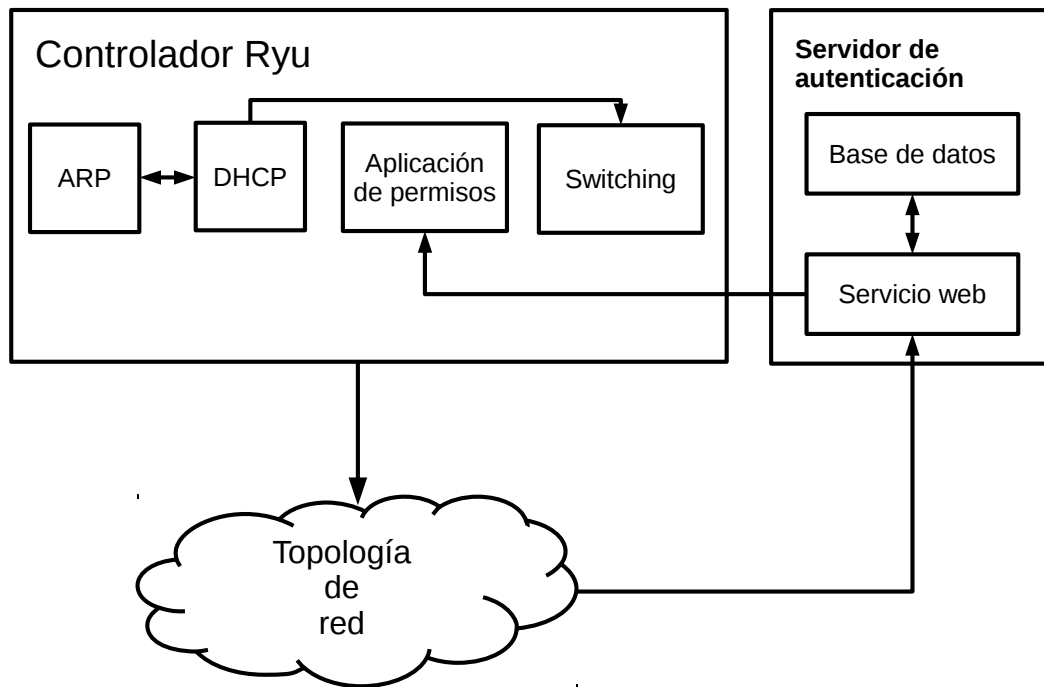 Controlador Ryu
ARP
DHCP
Aplicación
de permisos
Switching
Servidor de
autenticación
Base de datos
Servicio web
Topología
de
red